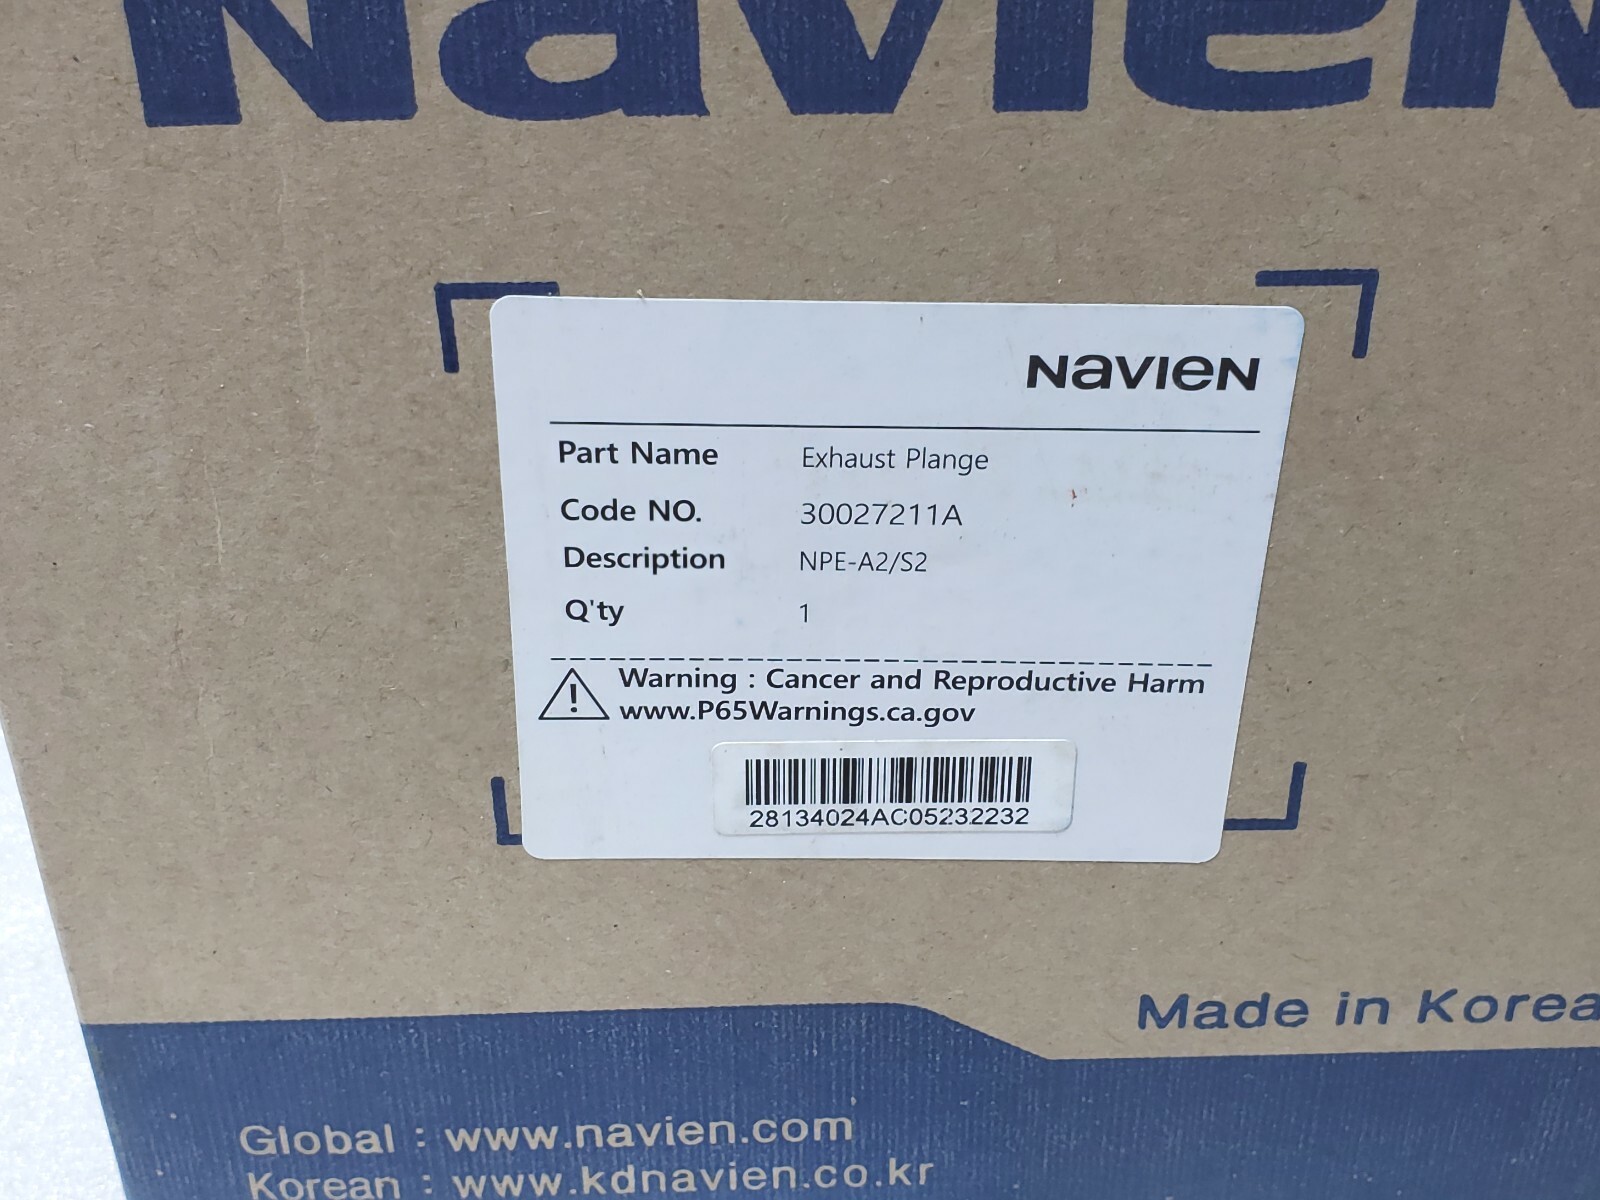 Navien
Navien
Part Name Exhaust Plange
Code NO. 30027211A
Description NPE-A2/S2
Q'ty 1
Warning : Cancer and Reproductive Harm
www.P65Warnings.ca.gov
28134024AC05232232
Made in Korea
Global : www.navien.com
Korean : www.kdnavien.co.kr